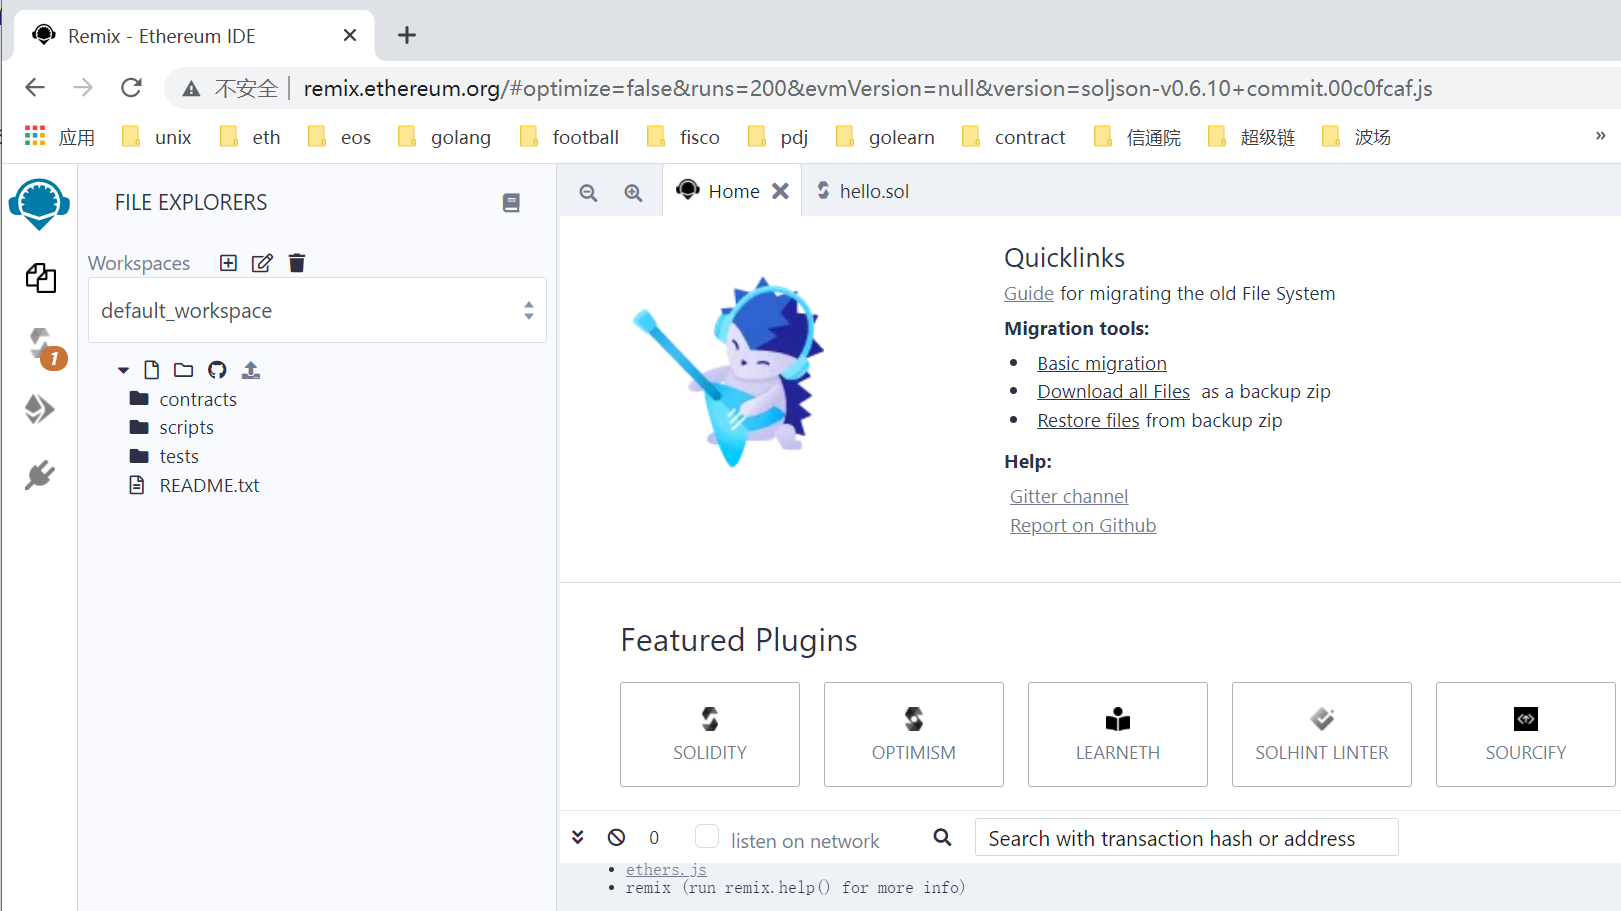 Remix - Ethereum IDE
不安全 remix.ethereum.org/#optimize=false&runs=200&evmVersion=null&version=soljson-v0.6.10+commit.00c0fcaf.js
应用 unix eth eos golang football fisco pdj golearn contract 信通院 超级链 波场 »
FILE EXPLORERS
Home hello.sol
Workspaces
default_workspace
1
contracts
scripts
tests
README.txt
Quicklinks
Guide for migrating the old File System
Migration tools:
• Basic migration
• Download all Files as a backup zip
• Restore files from backup zip
Help:
Gitter channel
Report on Github
Featured Plugins
SOLIDITY OPTIMISM LEARNETH SOLHINT LINTER SOURCIFY
0 listen on network Search with transaction hash or address
• ethers.js
• remix (run remix.help() for more info)